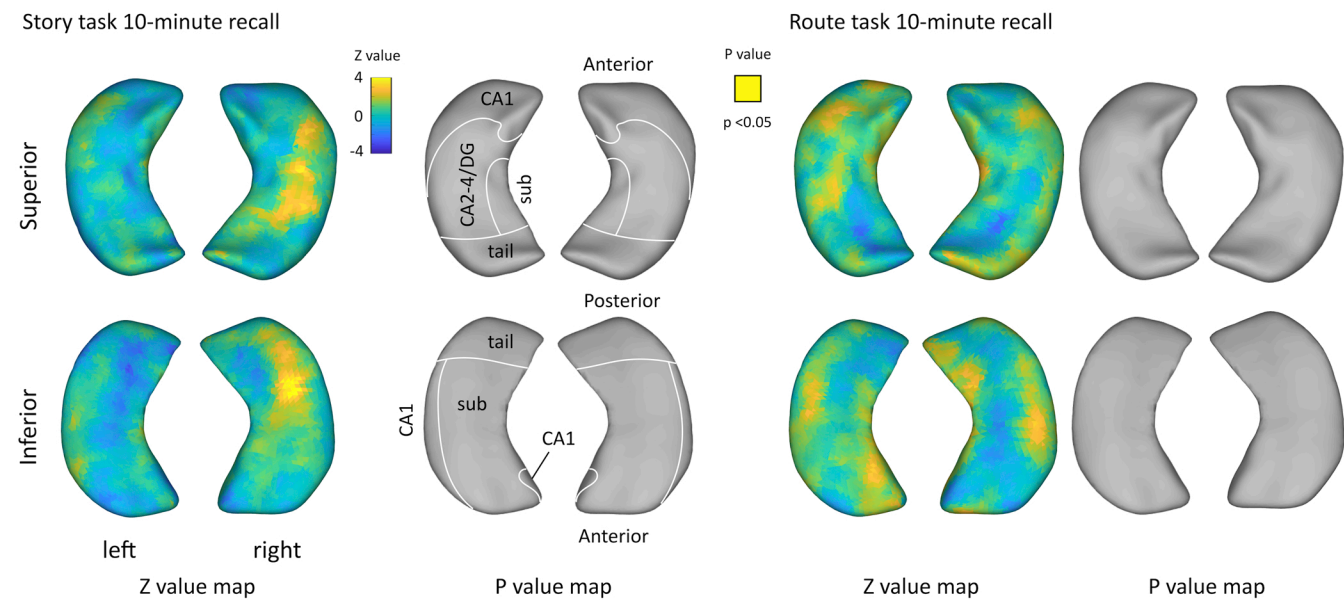 Story task 10-minute recall
Route task 10-minute recall
Z value
4
0
-4
P value
p <0.05
Anterior
Superior
CA1
CA2-4/DG
sub
tail
Posterior
Inferior
tail
CA1
sub
CA1
Anterior
left
right
Z value map
P value map
Z value map
P value map